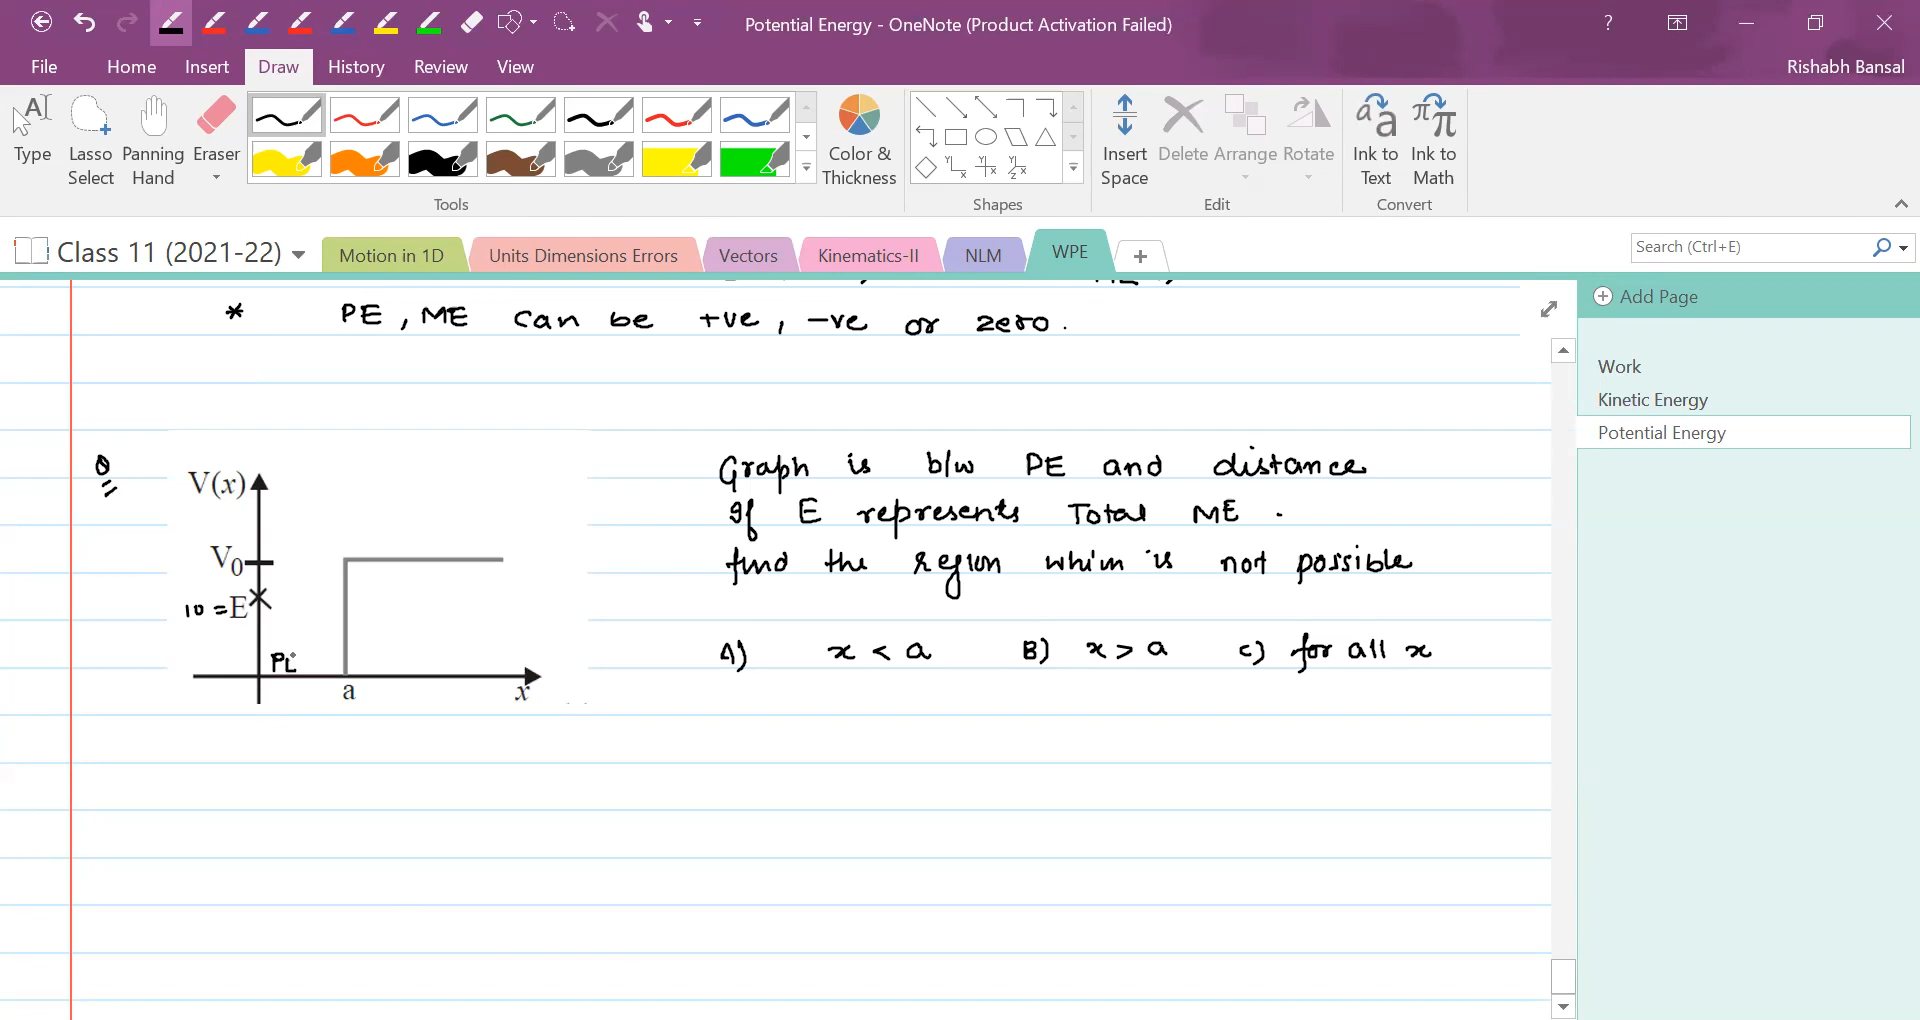 Potential Energy - OneNote (Product Activation Failed)
?
File Home Insert Draw History Review View
Rishabh Bansal
Type
Lasso Select
Panning Hand
Eraser
Color & Thickness
Insert Space
Delete
Arrange
Rotate
Ink to Text
Ink to Math
Tools
Shapes
Edit
Convert
Class 11 (2021-22)
Motion in 1D
Units Dimensions Errors
Vectors
Kinematics-II
NLM
WPE
Search (Ctrl+E)
Add Page
Work
Kinetic Energy
Potential Energy
* PE, ME can be +ve, -ve or zero.
Q
V(x)
V0
10 = E
a
x
Graph is b/w PE and distance
If E represents Total ME .
find the region which is not possible
A) x < a B) x > a C) for all x